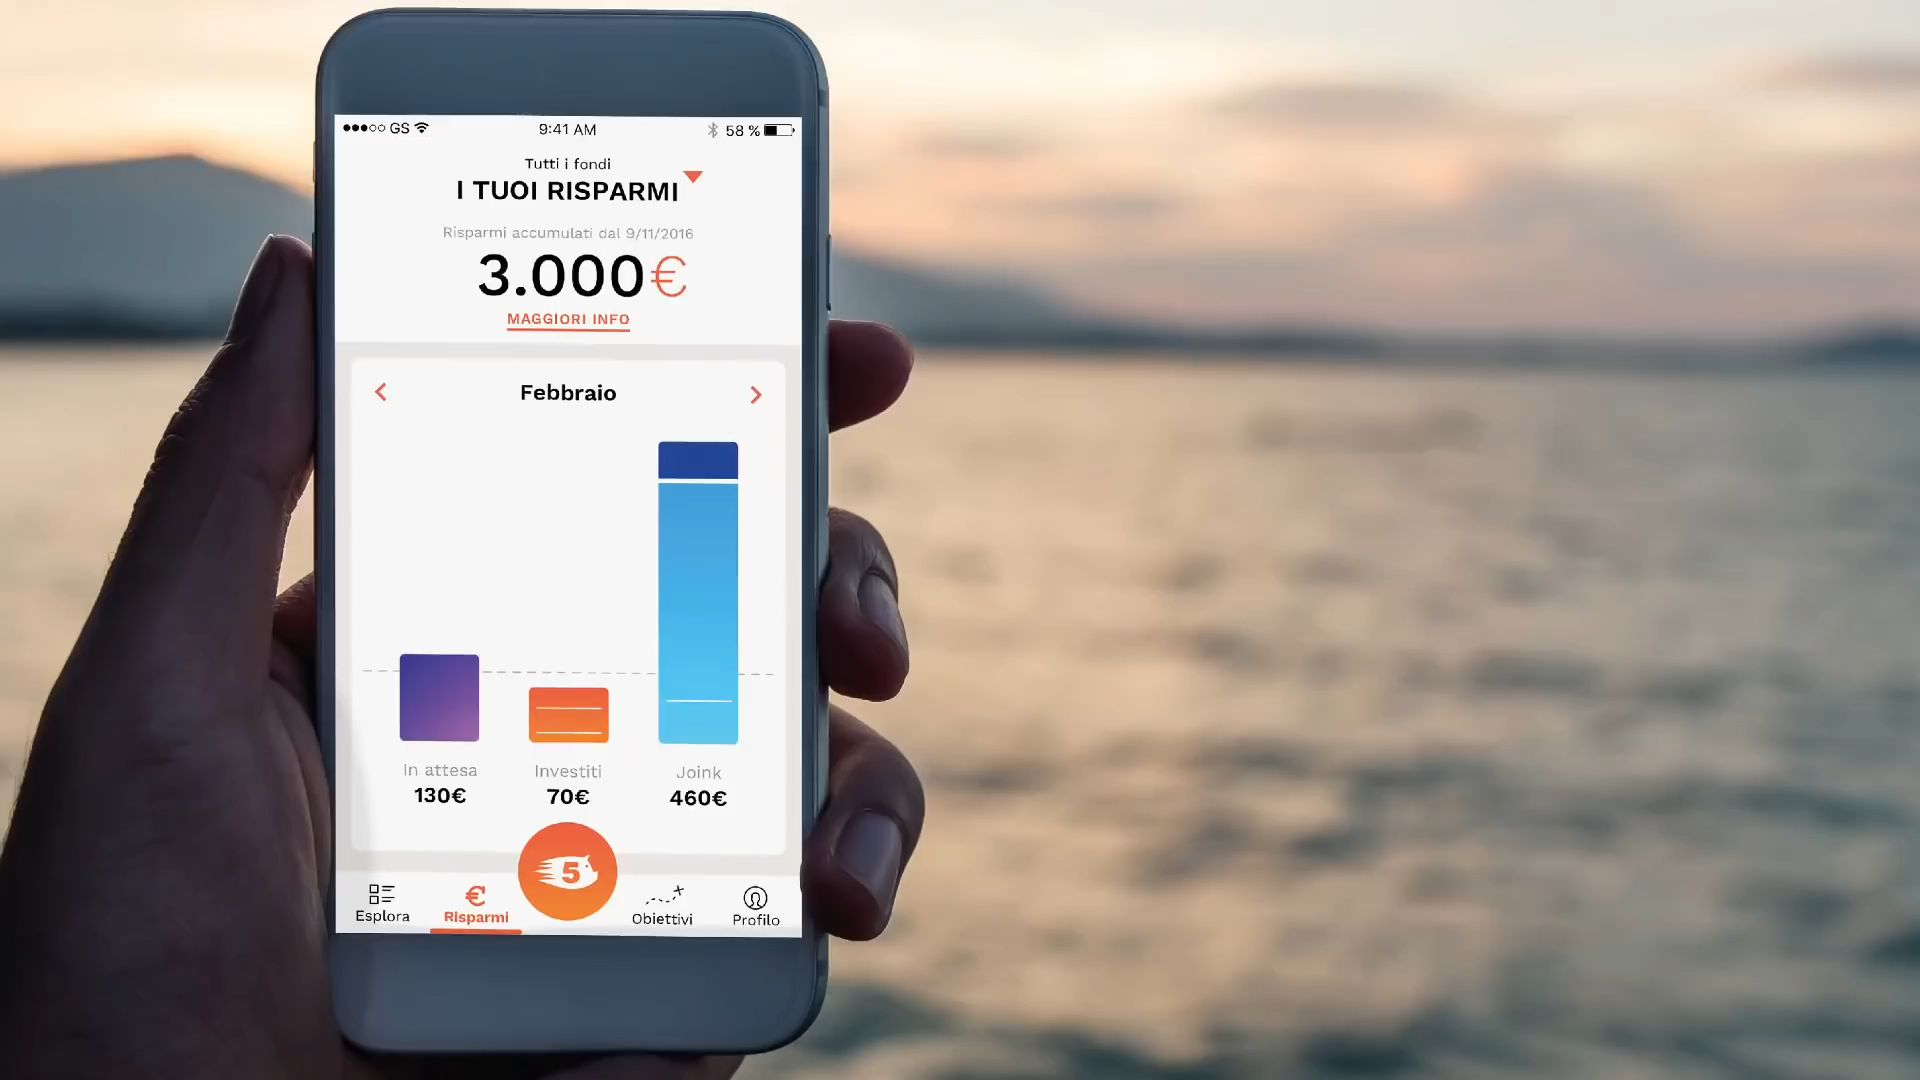 GS 9:41 AM 58 %
Tutti i fondi
I TUOI RISPARMI
Risparmi accumulati dal 9/11/2016
3.000€
MAGGIORI INFO
Febbraio
In attesa Investiti Joink
130€ 70€ 460€
5
Esplora Risparmi Obiettivi Profilo